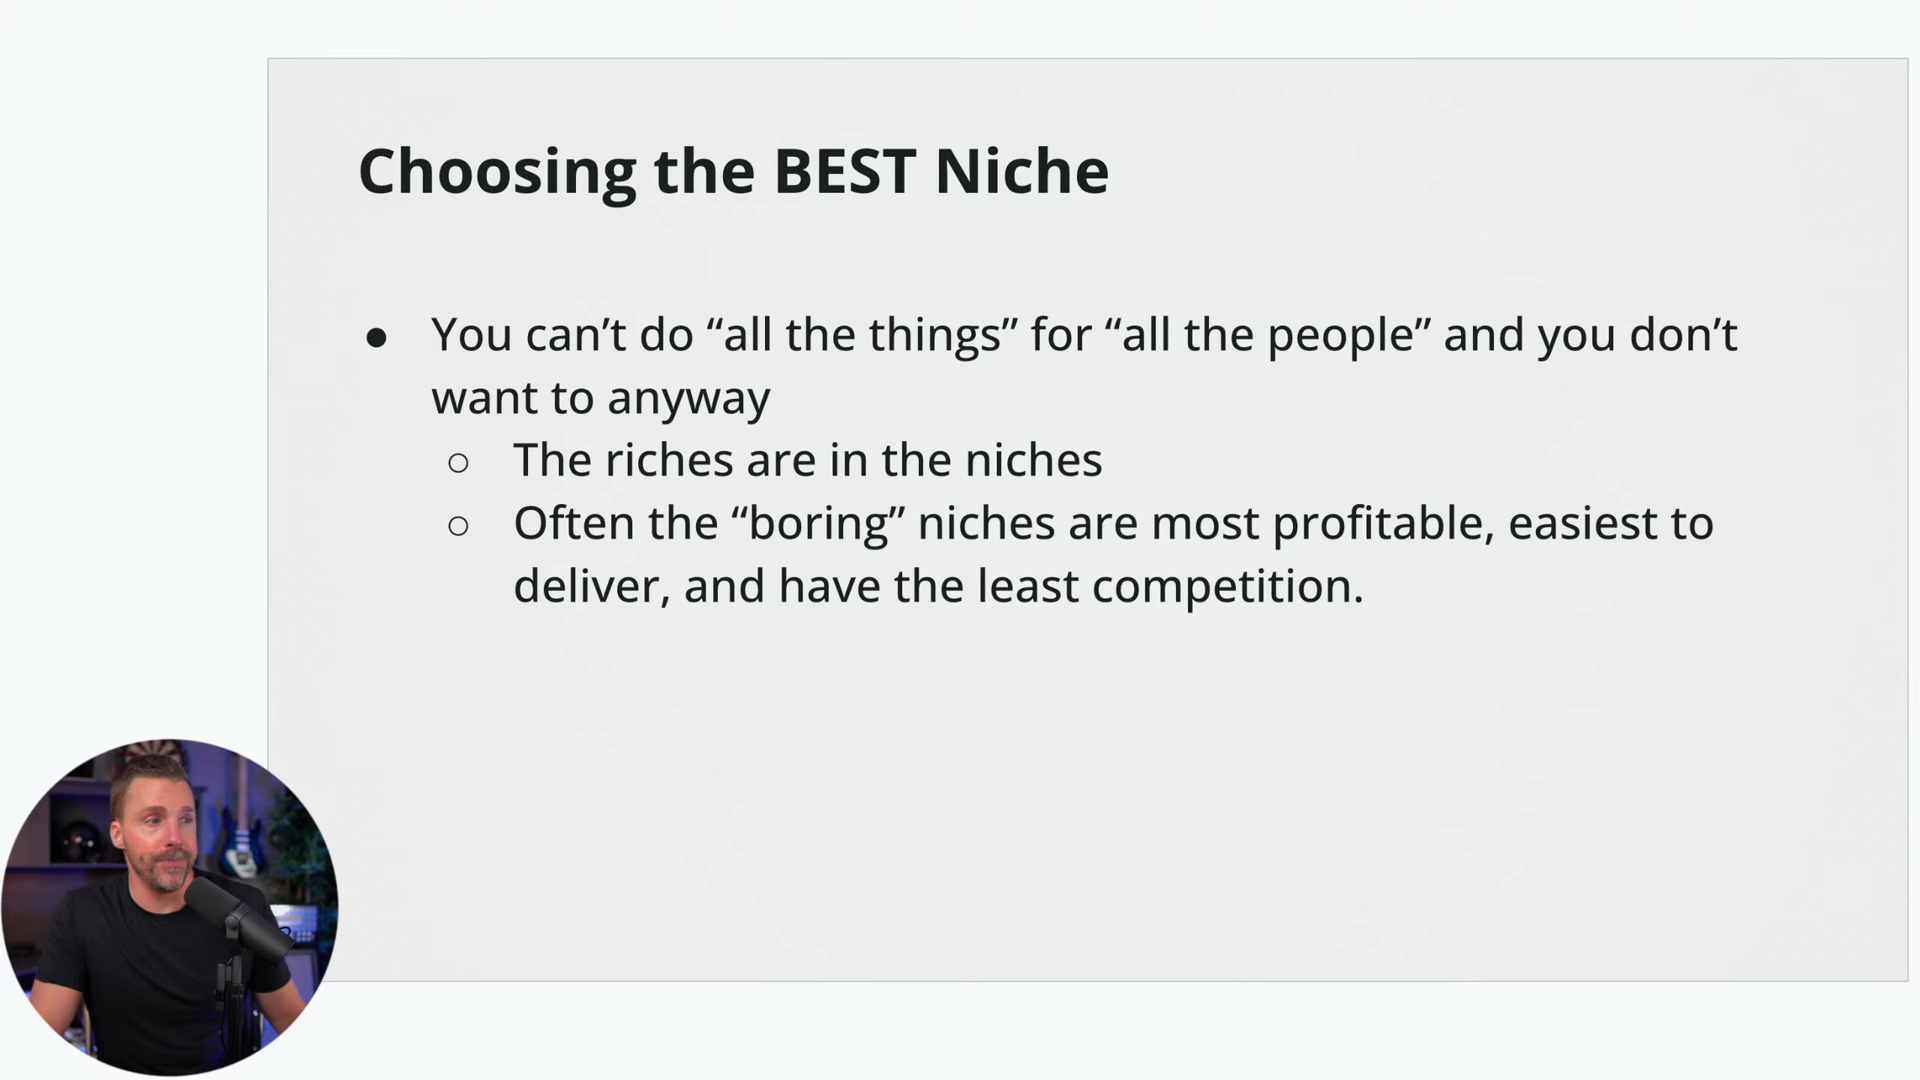 Choosing the BEST Niche
● You can’t do “all the things” for “all the people” and you don’t
want to anyway
○ The riches are in the niches
○ Often the “boring” niches are most profitable, easiest to
deliver, and have the least competition.